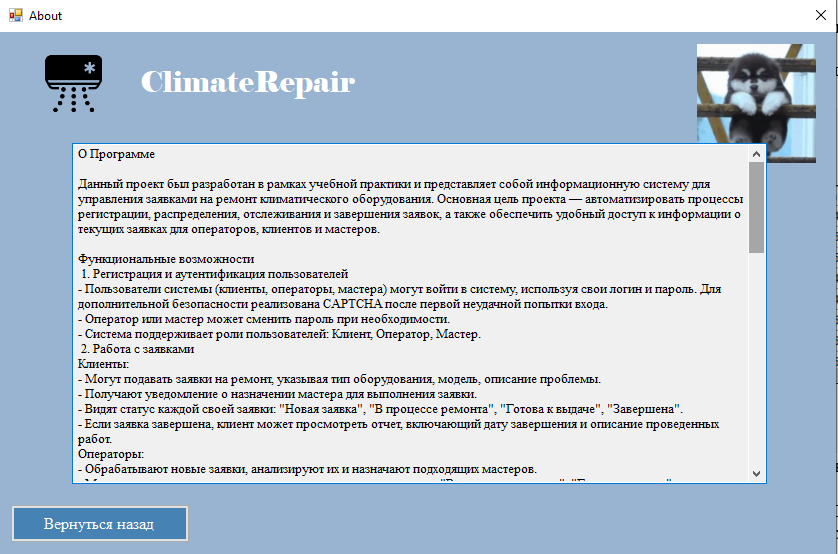 About
ClimateRepair
О Программе
Данный проект был разработан в рамках учебной практики и представляет собой информационную систему для
управления заявками на ремонт климатического оборудования. Основная цель проекта — автоматизировать процессы
регистрации, распределения, отслеживания и завершения заявок, а также обеспечить удобный доступ к информации о
текущих заявках для операторов, клиентов и мастеров.
Функциональные возможности
1. Регистрация и аутентификация пользователей
- Пользователи системы (клиенты, операторы, мастера) могут войти в систему, используя свои логин и пароль. Для
дополнительной безопасности реализована CAPTCHA после первой неудачной попытки входа.
- Оператор или мастер может сменить пароль при необходимости.
- Система поддерживает роли пользователей: Клиент, Оператор, Мастер.
2. Работа с заявками
Клиенты:
- Могут подавать заявки на ремонт, указывая тип оборудования, модель, описание проблемы.
- Получают уведомление о назначении мастера для выполнения заявки.
- Видят статус каждой своей заявки: "Новая заявка", "В процессе ремонта", "Готова к выдаче", "Завершена".
- Если заявка завершена, клиент может просмотреть отчет, включающий дату завершения и описание проведенных
работ.
Операторы:
- Обрабатывают новые заявки, анализируют их и назначают подходящих мастеров.
Вернуться назад